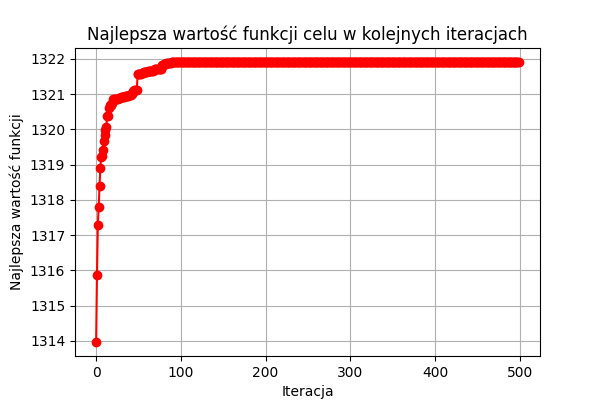 Najlepsza wartość funkcji celu w kolejnych iteracjach
1322
1321
1320
1319
1318
1317
1316
1315
1314
Najlepsza wartość funkcji
0 100 200 300 400 500
Iteracja